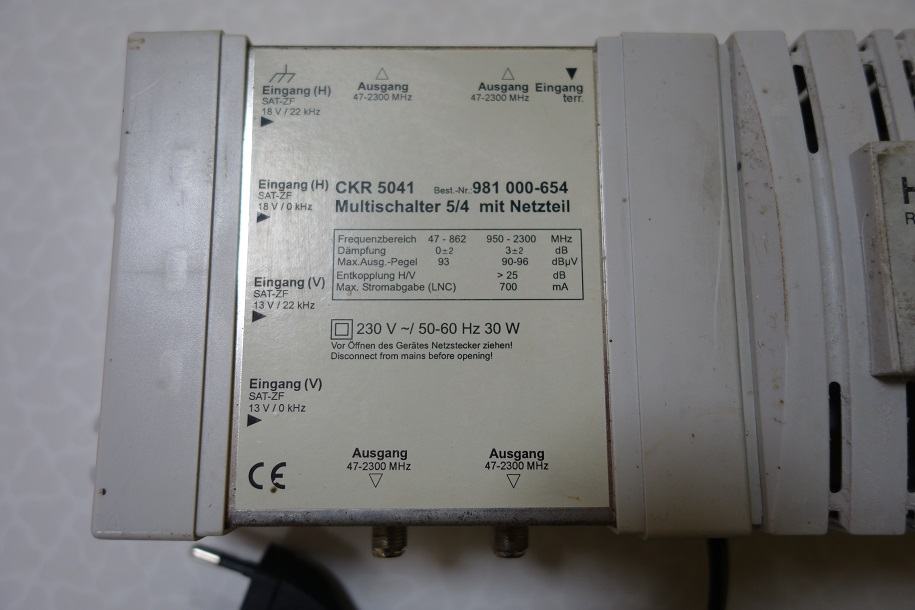 Eingang (H)
SAT-ZF
18 V / 22 kHz
Ausgang
47-2300 MHz
Ausgang
47-2300 MHz
Eingang
terr.
Eingang (H)
SAT-ZF
18 V / 0 kHz
CKR 5041 Best.-Nr.:981 000-654
Multischalter 5/4 mit Netzteil
Frequenzbereich 47 - 862 950 - 2300 MHz
Dämpfung 0±2 3±2 dB
Max.Ausg.-Pegel 93 90-96 dBµV
Entkopplung H/V > 25 dB
Max. Stromabgabe (LNC) 700 mA
Eingang (V)
SAT-ZF
13 V / 22 kHz
230 V ~/ 50-60 Hz 30 W
Vor Öffnen des Gerätes Netzstecker ziehen!
Disconnect from mains before opening!
Eingang (V)
SAT-ZF
13 V / 0 kHz
Ausgang
47-2300 MHz
Ausgang
47-2300 MHz
CE